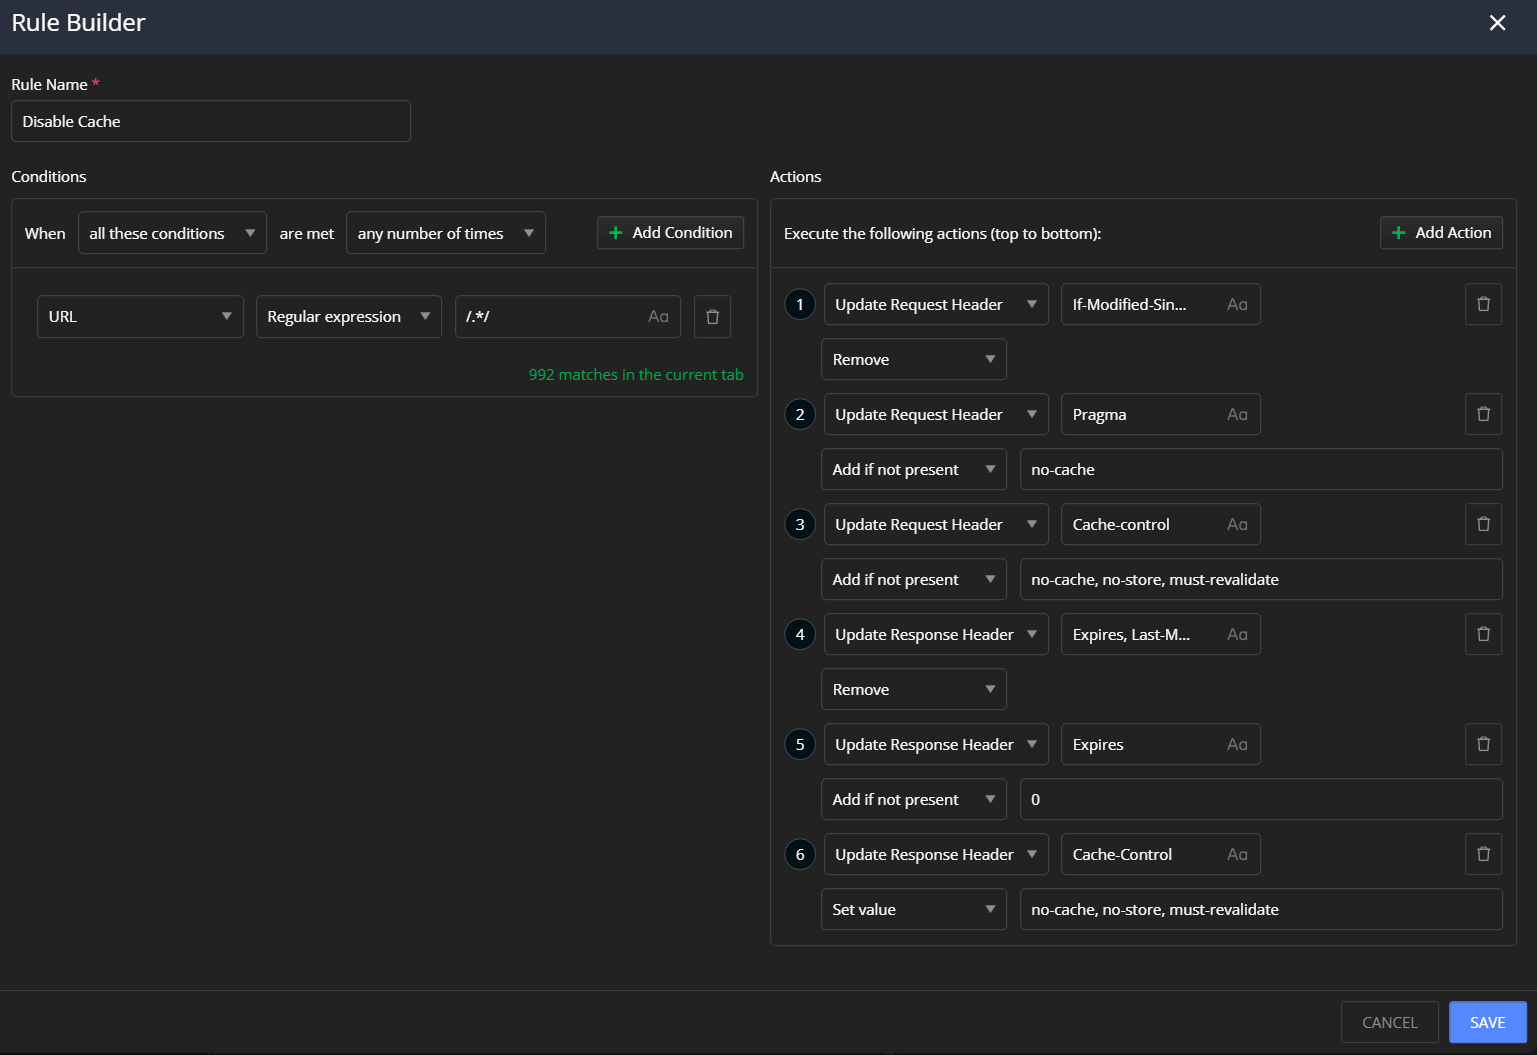 Rule Builder
Rule Name *
Disable Cache
Conditions
When all these conditions are met any number of times + Add Condition
URL Regular expression /.*/ Aa
992 matches in the current tab
Actions
Execute the following actions (top to bottom): + Add Action
1 Update Request Header If-Modified-Sin... Aa
Remove
2 Update Request Header Pragma Aa
Add if not present no-cache
3 Update Request Header Cache-control Aa
Add if not present no-cache, no-store, must-revalidate
4 Update Response Header Expires, Last-M... Aa
Remove
5 Update Response Header Expires Aa
Add if not present 0
6 Update Response Header Cache-Control Aa
Set value no-cache, no-store, must-revalidate
CANCEL SAVE